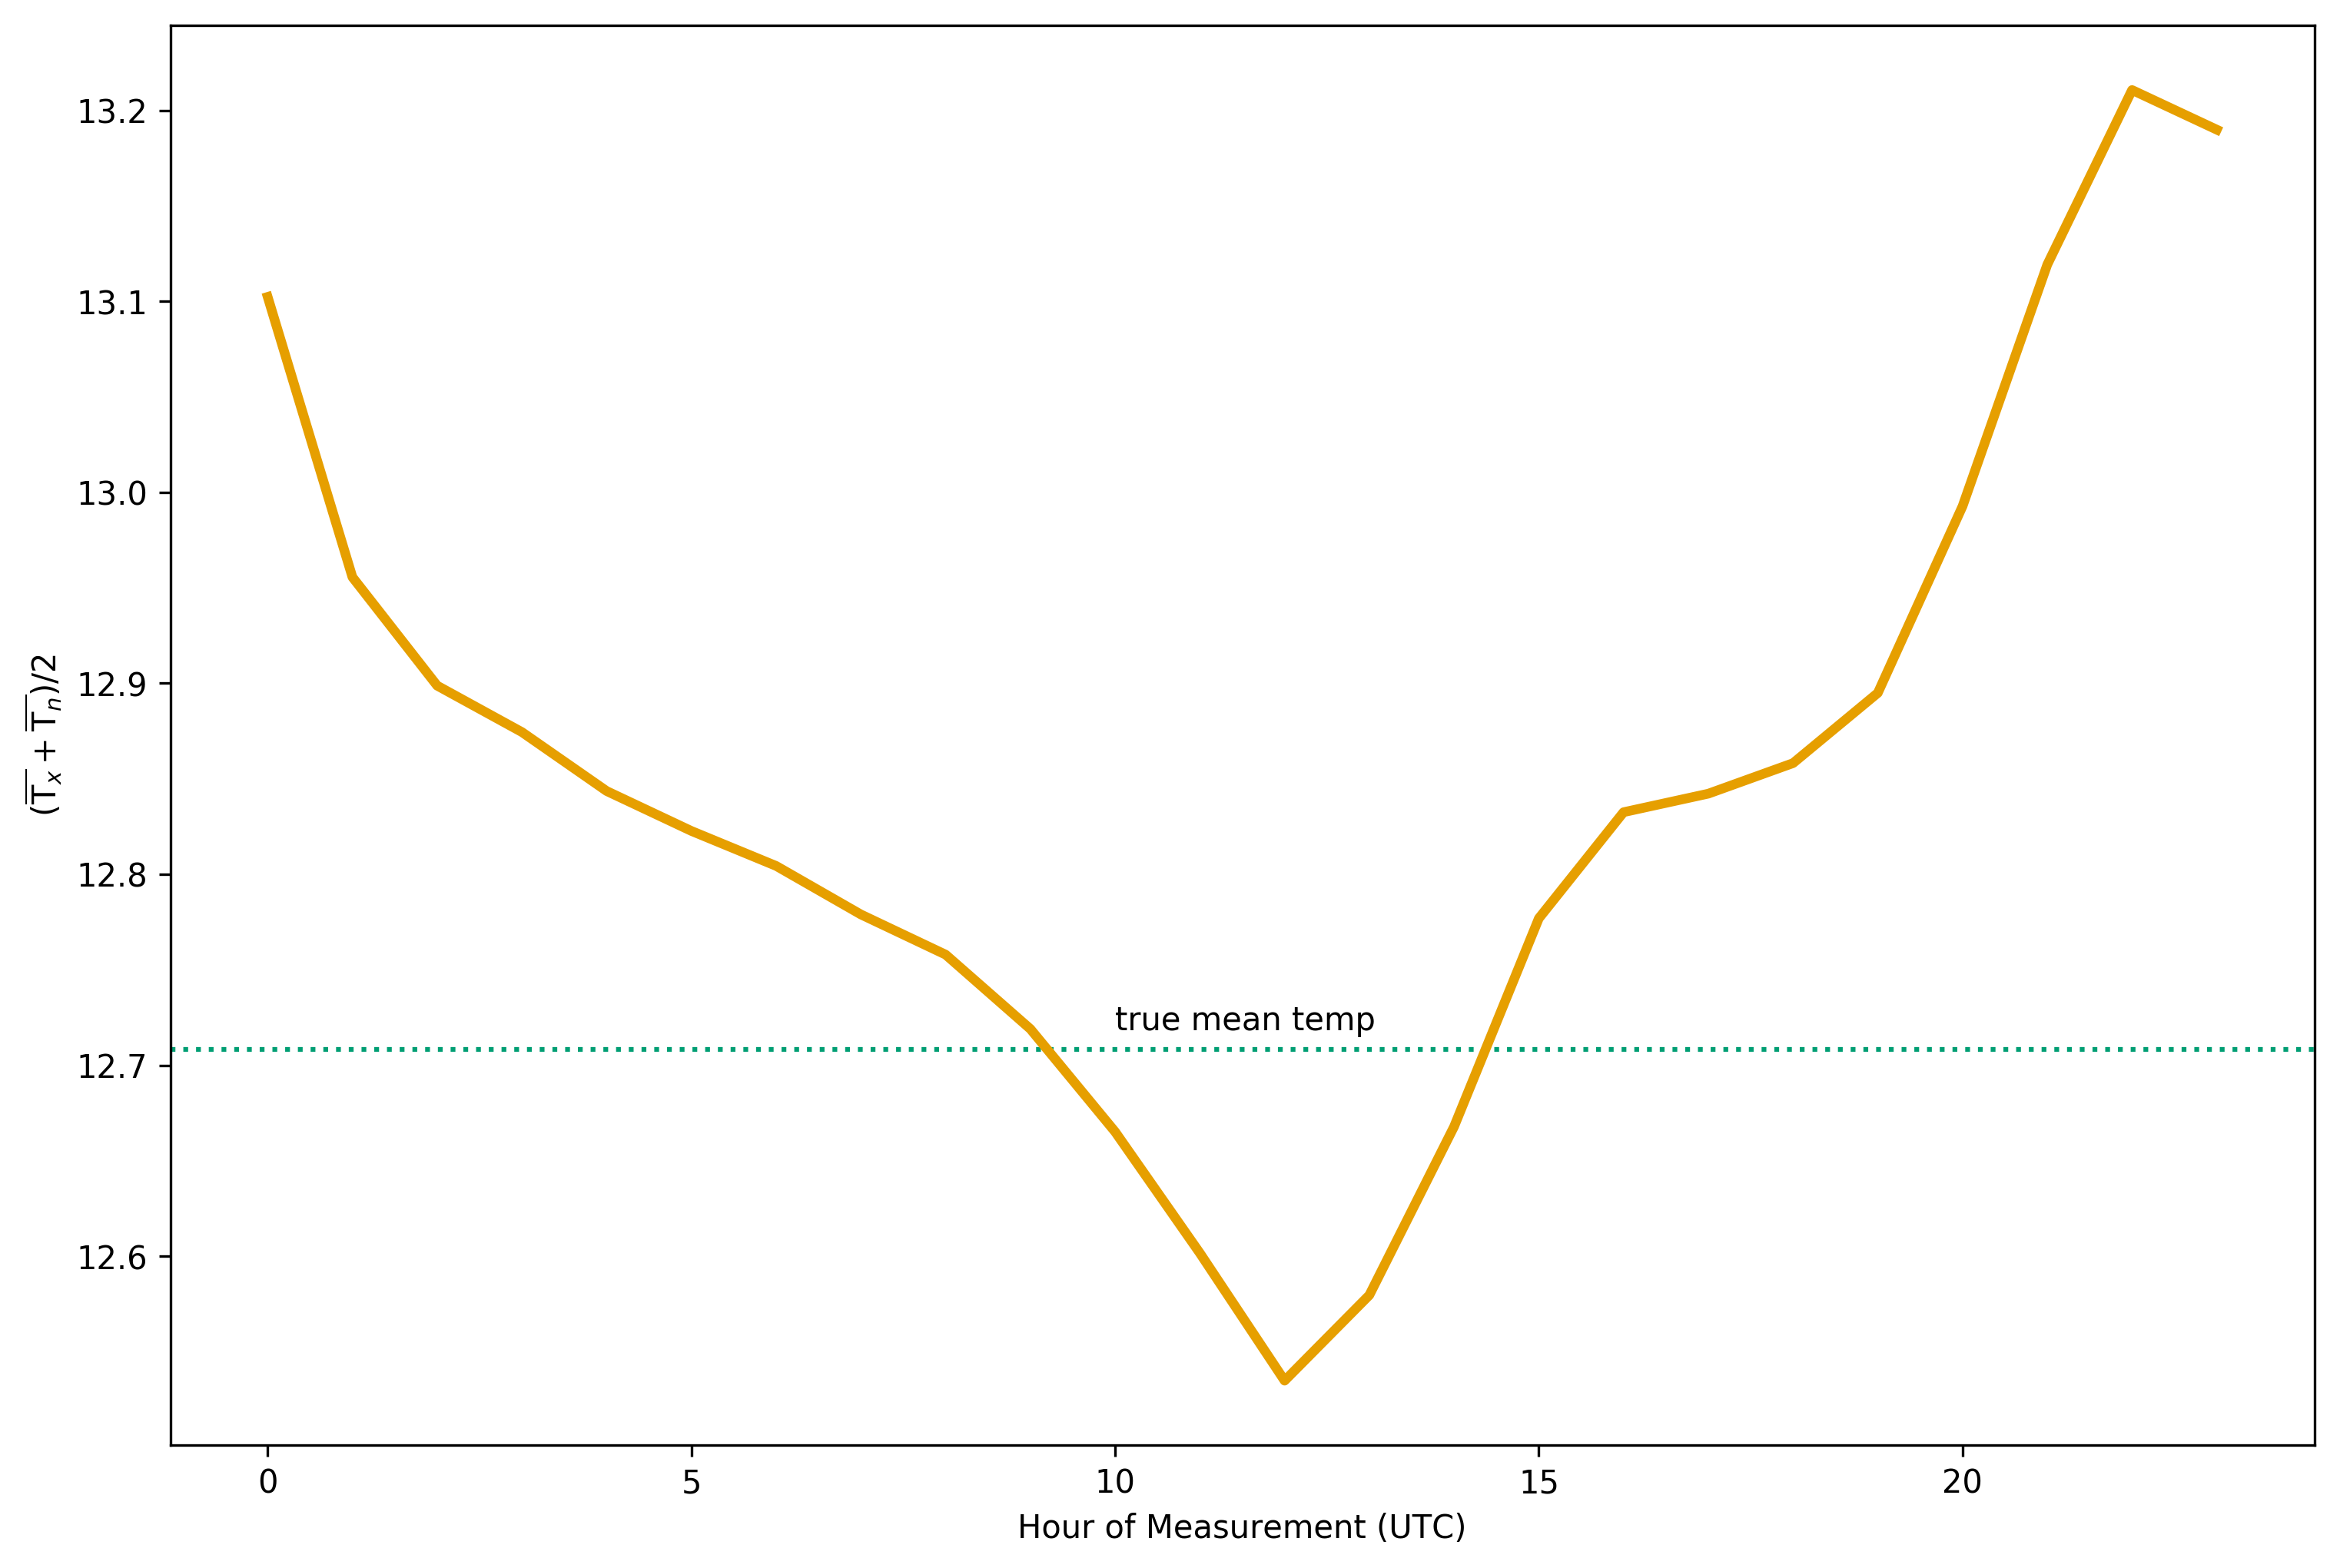 13.2
13.1
13.0
12.9
12.8
12.7
12.6
(T̅ₓ + T̅ₙ)/2
true mean temp
0 5 10 15 20
Hour of Measurement (UTC)